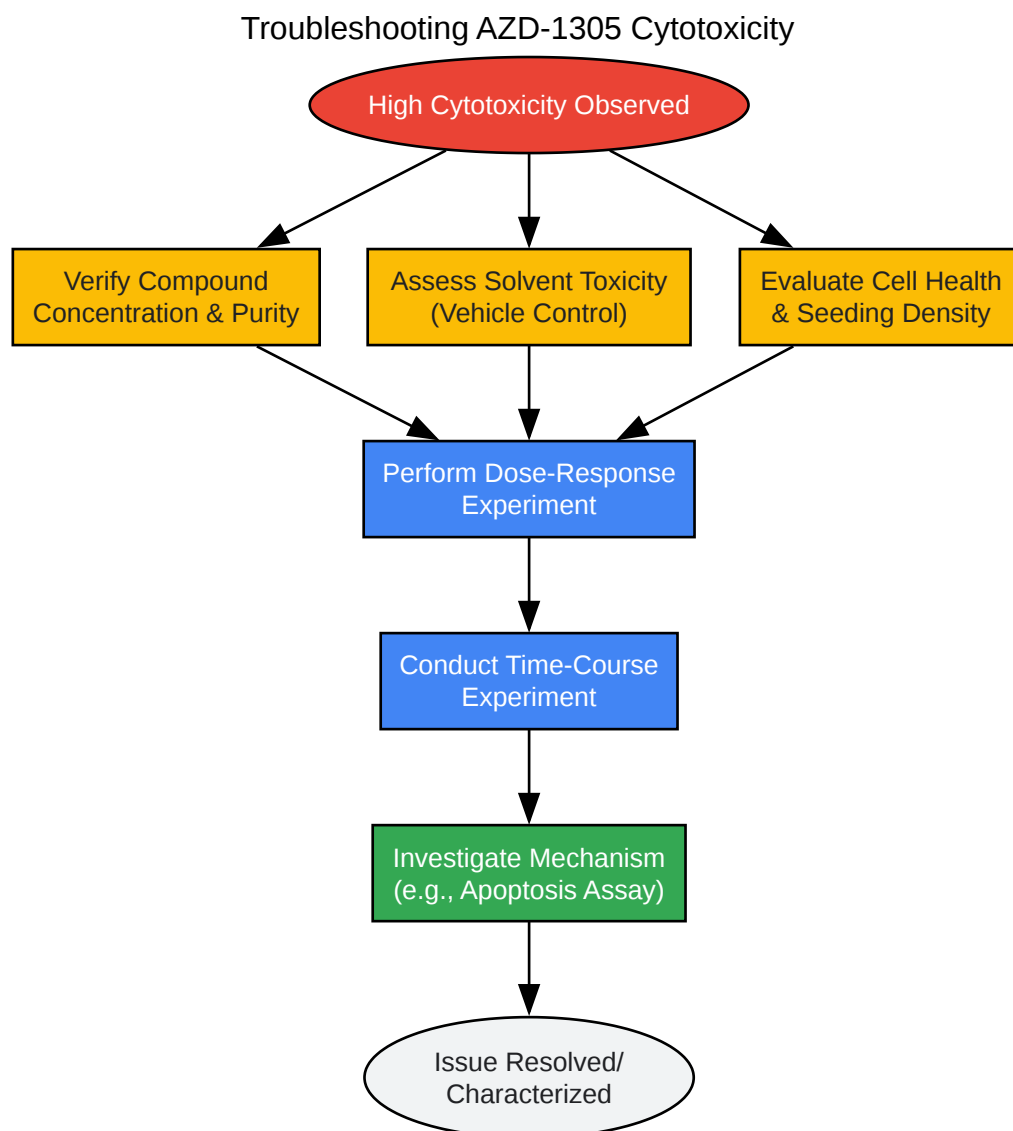 Troubleshooting AZD-1305 Cytotoxicity
High Cytotoxicity Observed
Verify Compound
Concentration & Purity
Assess Solvent Toxicity
(Vehicle Control)
Evaluate Cell Health
& Seeding Density
Perform Dose-Response
Experiment
Conduct Time-Course
Experiment
Investigate Mechanism
(e.g., Apoptosis Assay)
Issue Resolved/
Characterized